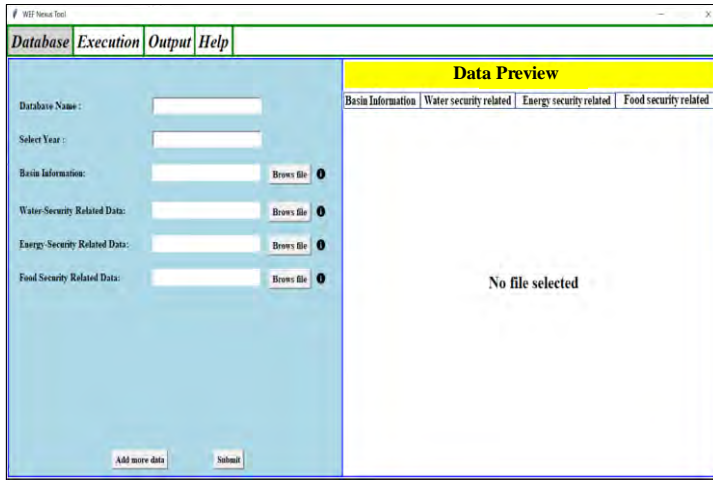 WEF Nexus Tool
Database Execution Output Help
Data Preview
Basin Information Water security related Energy security related Food security related
Database Name :
Select Year :
Basin Information: Brows file
Water-Security Related Data: Brows file
Energy-Security Related Data: Brows file
Food Security Related Data: Brows file
No file selected
Add more data Submit